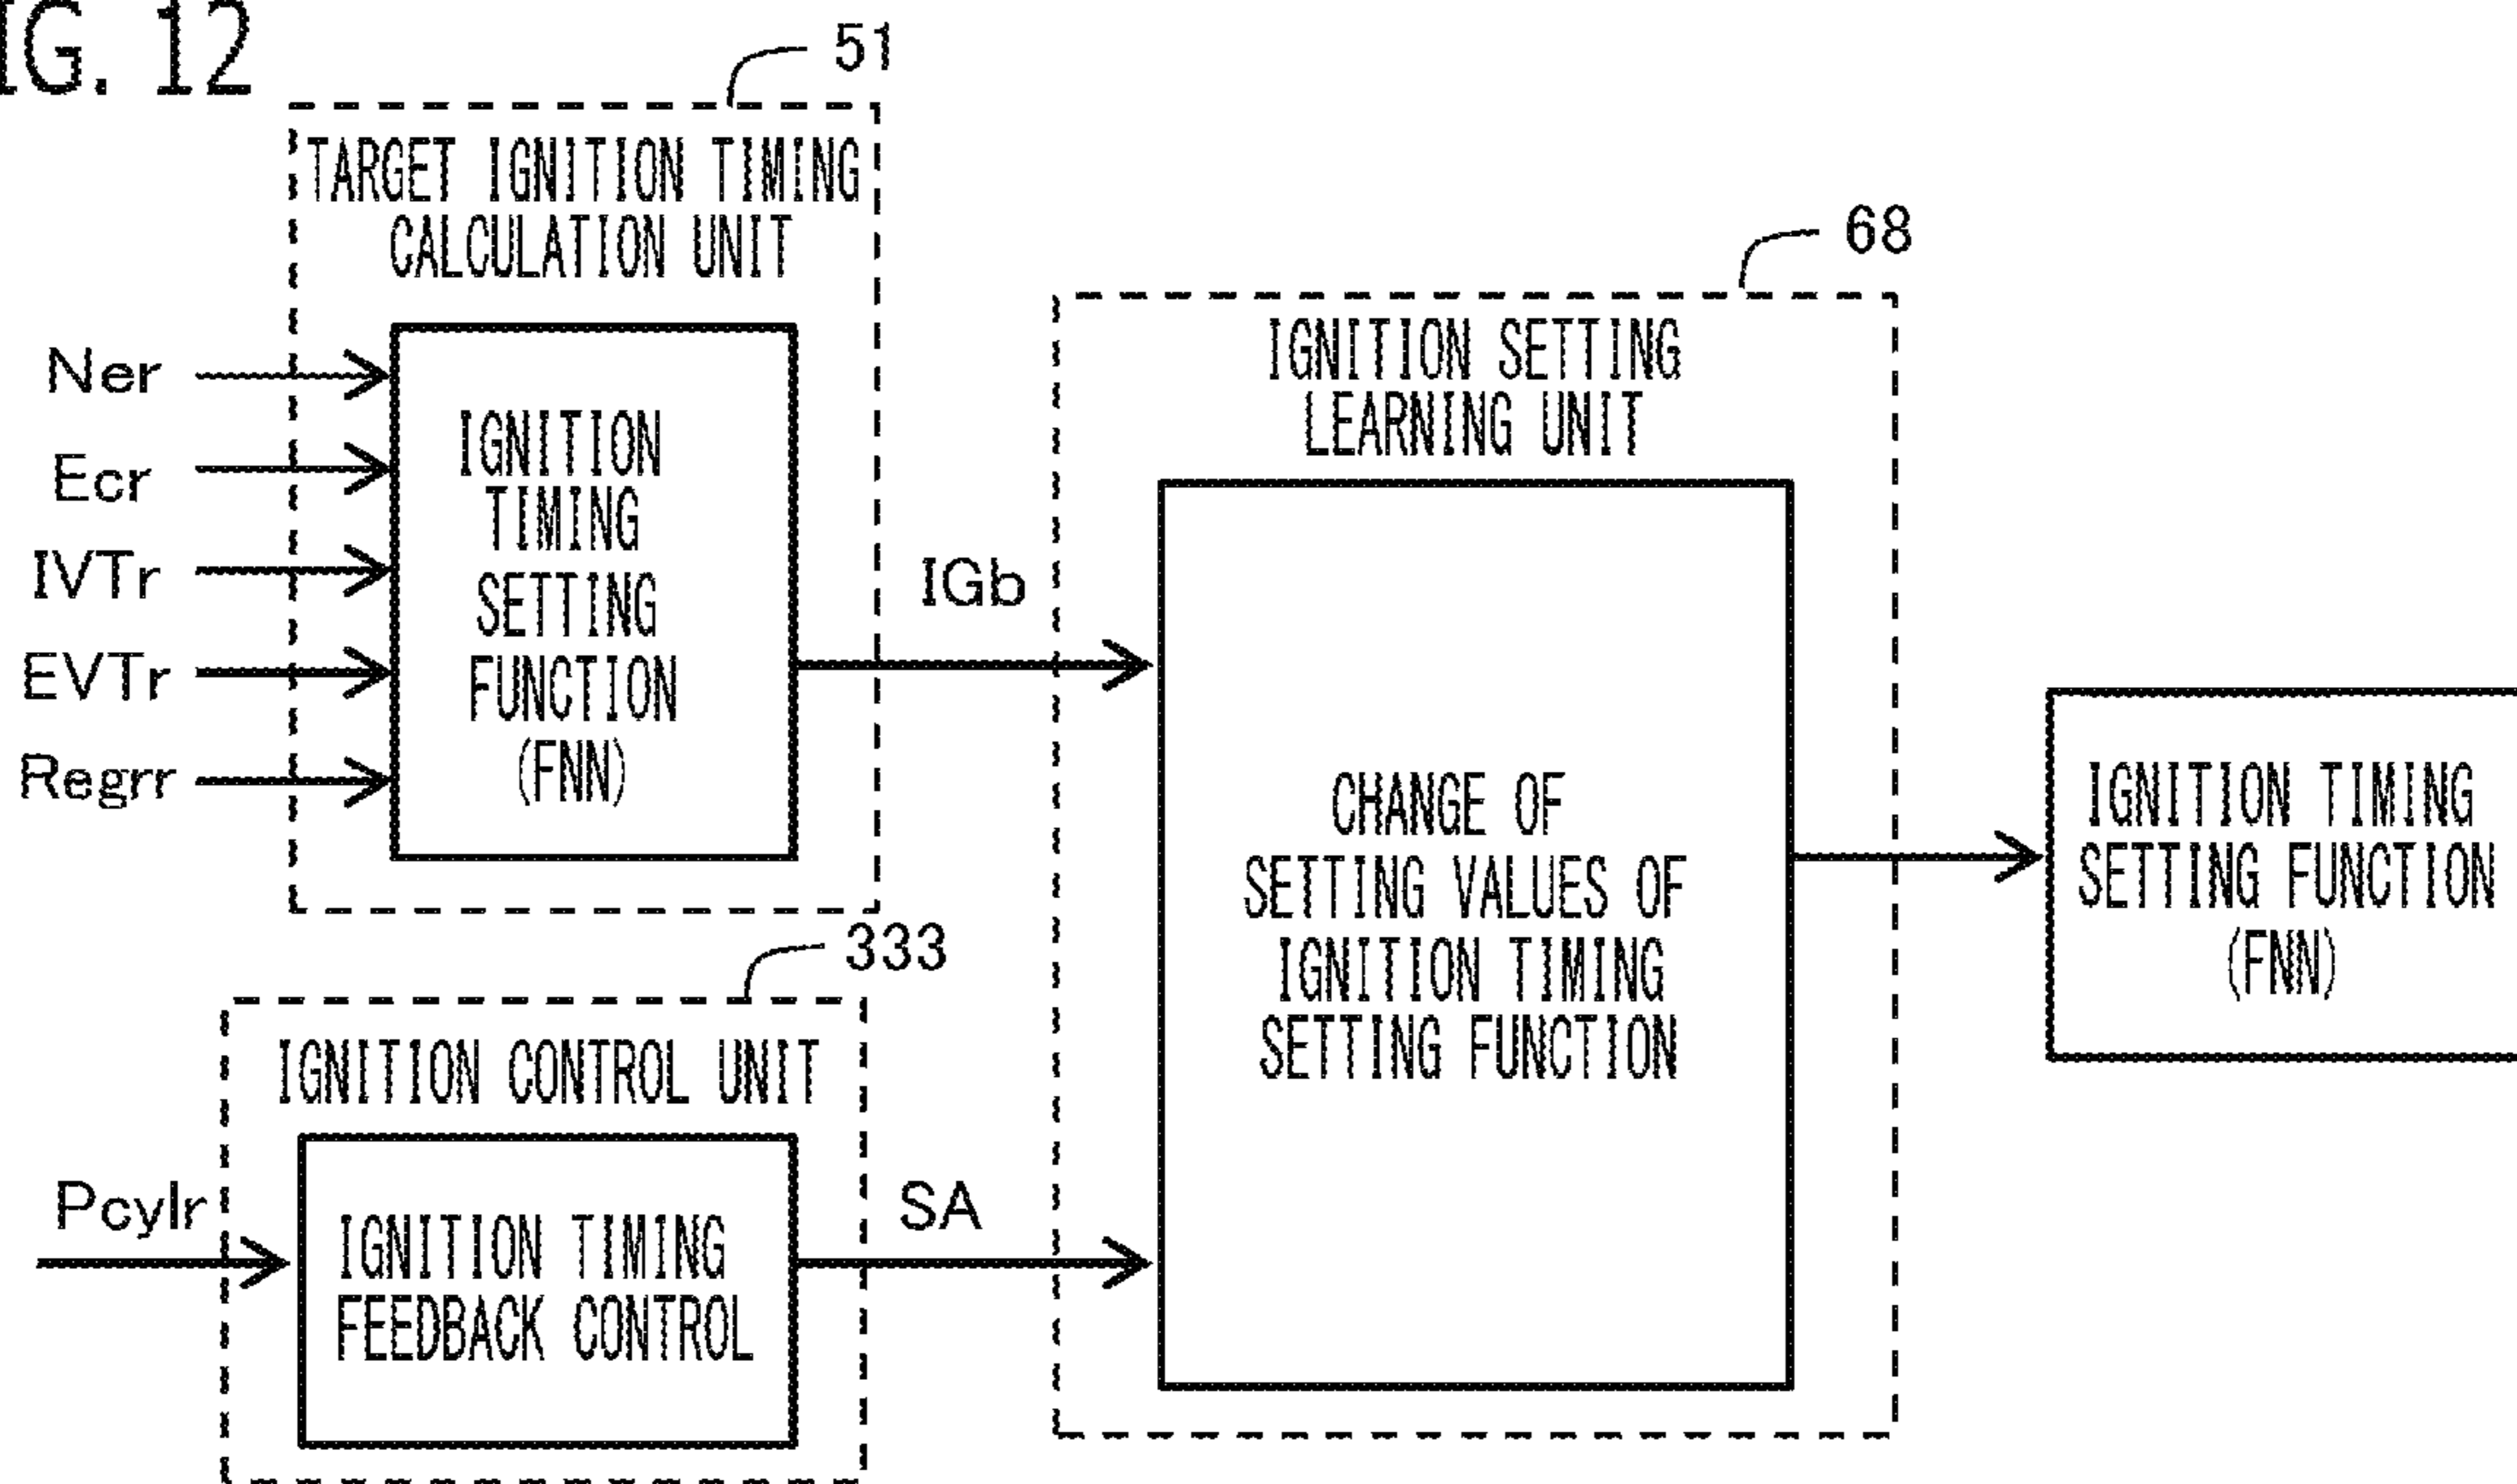 IG. 12
51
TARGET IGNITION TIMING
CALCULATION UNIT
Ner
Ecr
IVTr
EVTr
Regrr
IGNITION
TIMING
SETTING
FUNCTION
(FNN)
IGb
68
IGNITION SETTING
LEARNING UNIT
CHANGE OF
SETTING VALUES OF
IGNITION TIMING
SETTING FUNCTION
IGNITION TIMING
SETTING FUNCTION
(FNN)
333
IGNITION CONTROL UNIT
Pcylr
IGNITION TIMING
FEEDBACK CONTROL
SA